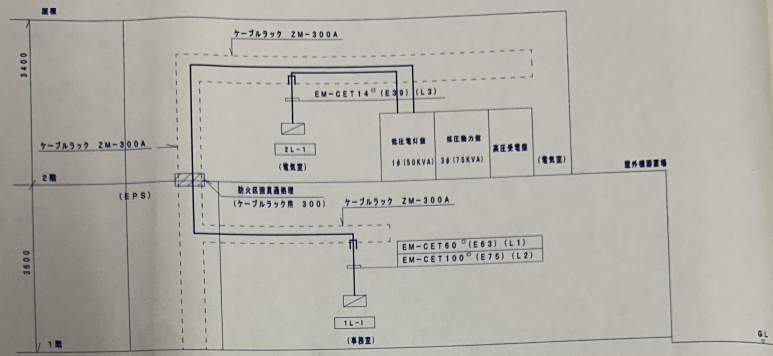 屋根
ケーブルラック ZM-300A
3400
EM-CET14□ (E39) (L3)
2L-1
(電気室)
低圧電灯盤
1φ(50KVA)
低圧動力盤
3φ(75KVA)
高圧受電盤
(電気室)
ケーブルラック ZM-300A
屋外機器置場
2階
(EPS)
防火区画貫通処理
(ケーブルラック用 300)
ケーブルラック ZM-300A
EM-CET60□ (E63) (L1)
EM-CET100□ (E75) (L2)
3600
1L-1
(事務室)
1階
GL